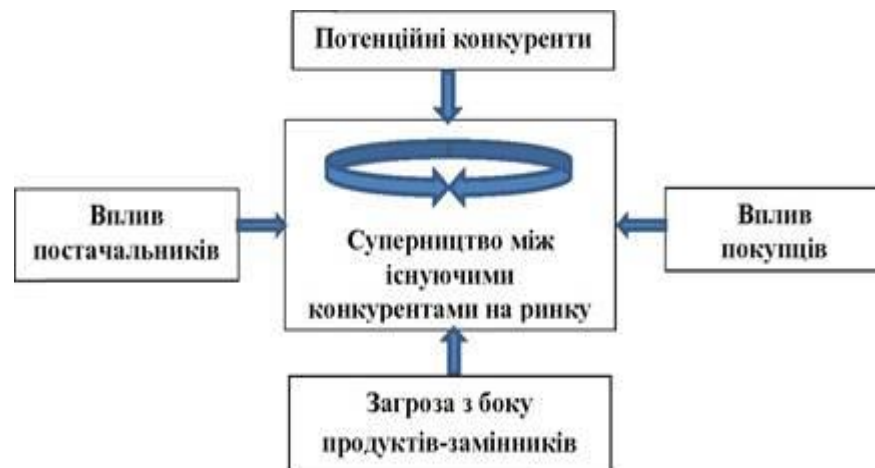 Потенційні конкуренти
Вплив
постачальників
Суперництво між
існуючими
конкурентами на ринку
Вплив
покупців
Загроза з боку
продуктів-замінників